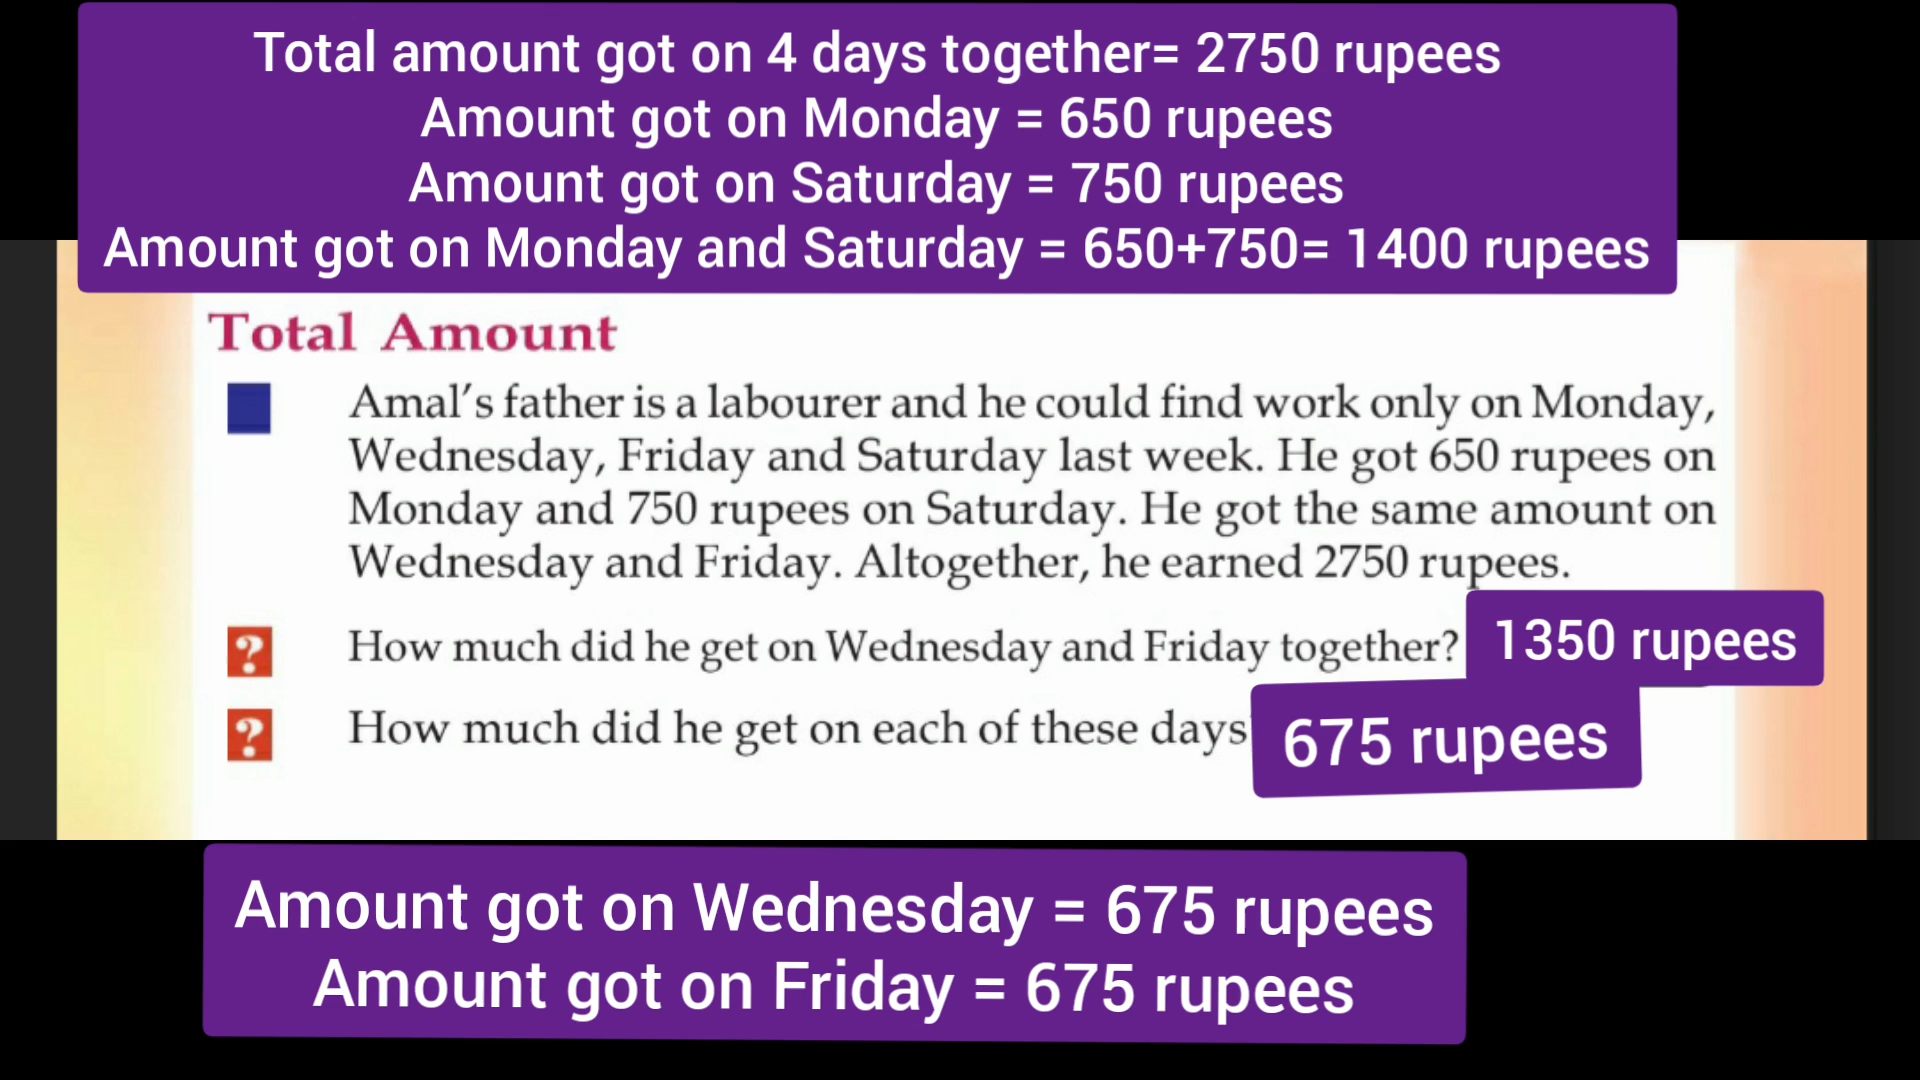 Total amount got on 4 days together= 2750 rupees
Amount got on Monday = 650 rupees
Amount got on Saturday = 750 rupees
Amount got on Monday and Saturday = 650+750= 1400 rupees
Total Amount
Amal's father is a labourer and he could find work only on Monday,
Wednesday, Friday and Saturday last week. He got 650 rupees on
Monday and 750 rupees on Saturday. He got the same amount on
Wednesday and Friday. Altogether, he earned 2750 rupees.
? How much did he get on Wednesday and Friday together? 1350 rupees
? How much did he get on each of these days 675 rupees
Amount got on Wednesday = 675 rupees
Amount got on Friday = 675 rupees